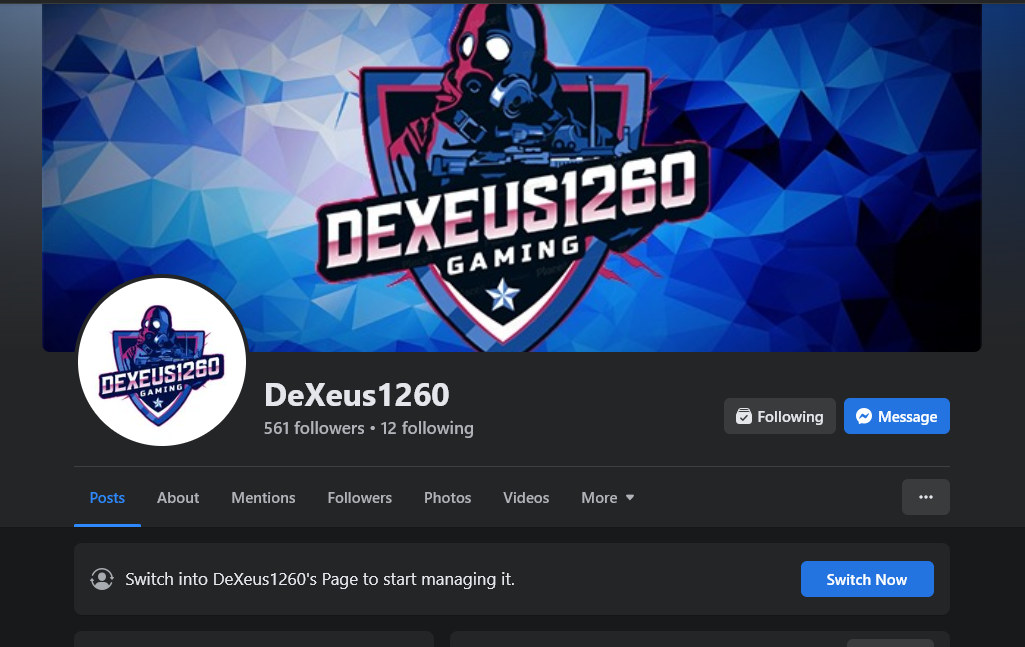 DEXEUS1260
GAMING
DEXEUS1260
GAMING
DeXeus1260
561 followers • 12 following
Following
Message
Posts
About
Mentions
Followers
Photos
Videos
More
Switch into DeXeus1260's Page to start managing it.
Switch Now